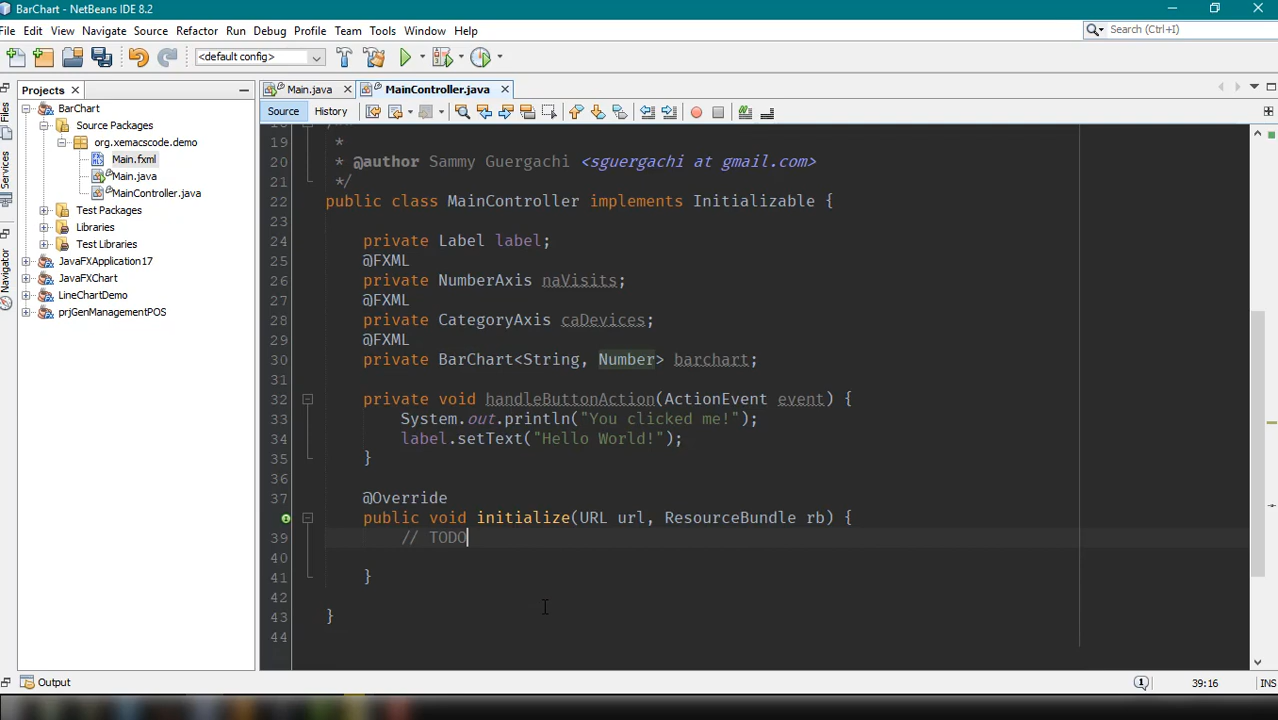 BarChart - NetBeans IDE 8.2
File Edit View Navigate Source Refactor Run Debug Profile Team Tools Window Help
Search (Ctrl+I)
<default config>
Projects
Files
Services
Navigator
BarChart
Source Packages
org.xemacscode.demo
Main.fxml
Main.java
MainController.java
Test Packages
Libraries
Test Libraries
JavaFXApplication17
JavaFXChart
LineChartDemo
prjGenManagementPOS
Main.java MainController.java
Source History
19 *
20 * @author Sammy Guergachi <sguergachi at gmail.com>
21 */
22 public class MainController implements Initializable {
23
24 private Label label;
25 @FXML
26 private NumberAxis naVisits;
27 @FXML
28 private CategoryAxis caDevices;
29 @FXML
30 private BarChart<String, Number> barchart;
31
32 private void handleButtonAction(ActionEvent event) {
33 System.out.println("You clicked me!");
34 label.setText("Hello World!");
35 }
36
37 @Override
38 public void initialize(URL url, ResourceBundle rb) {
39 // TODO
40
41 }
42
43 }
44
Output
1
39:16
INS